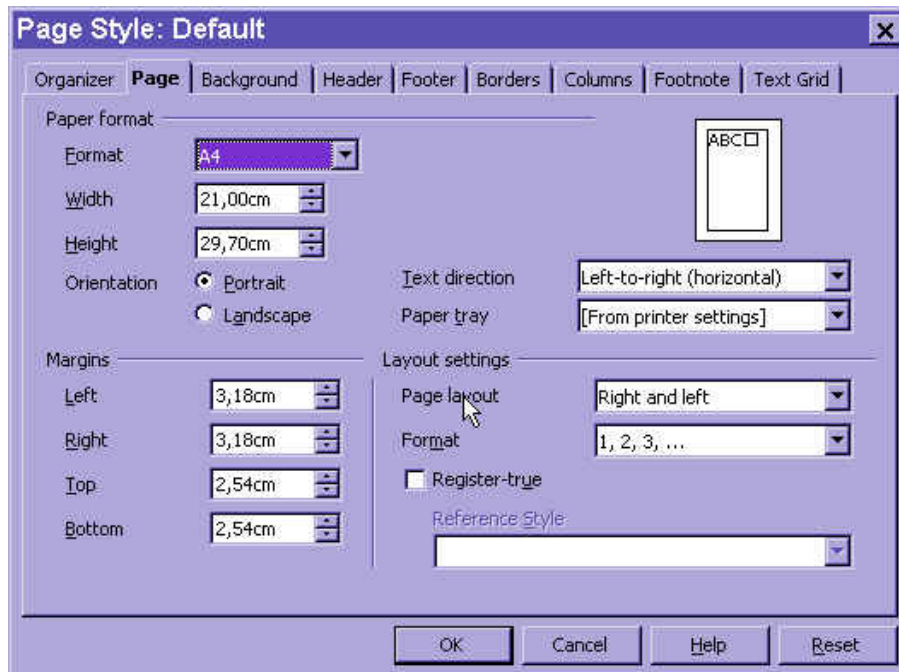 Page Style: Default
Organizer Page Background Header Footer Borders Columns Footnote Text Grid
Paper format
ABC
Format A4
Width 21,00cm
Height 29,70cm
Orientation Portrait Text direction Left-to-right (horizontal)
Landscape Paper tray [From printer settings]
Margins Layout settings
Left 3,18cm Page layout Right and left
Right 3,18cm Format 1, 2, 3, ...
Top 2,54cm Register-true
Bottom 2,54cm Reference Style
OK Cancel Help Reset